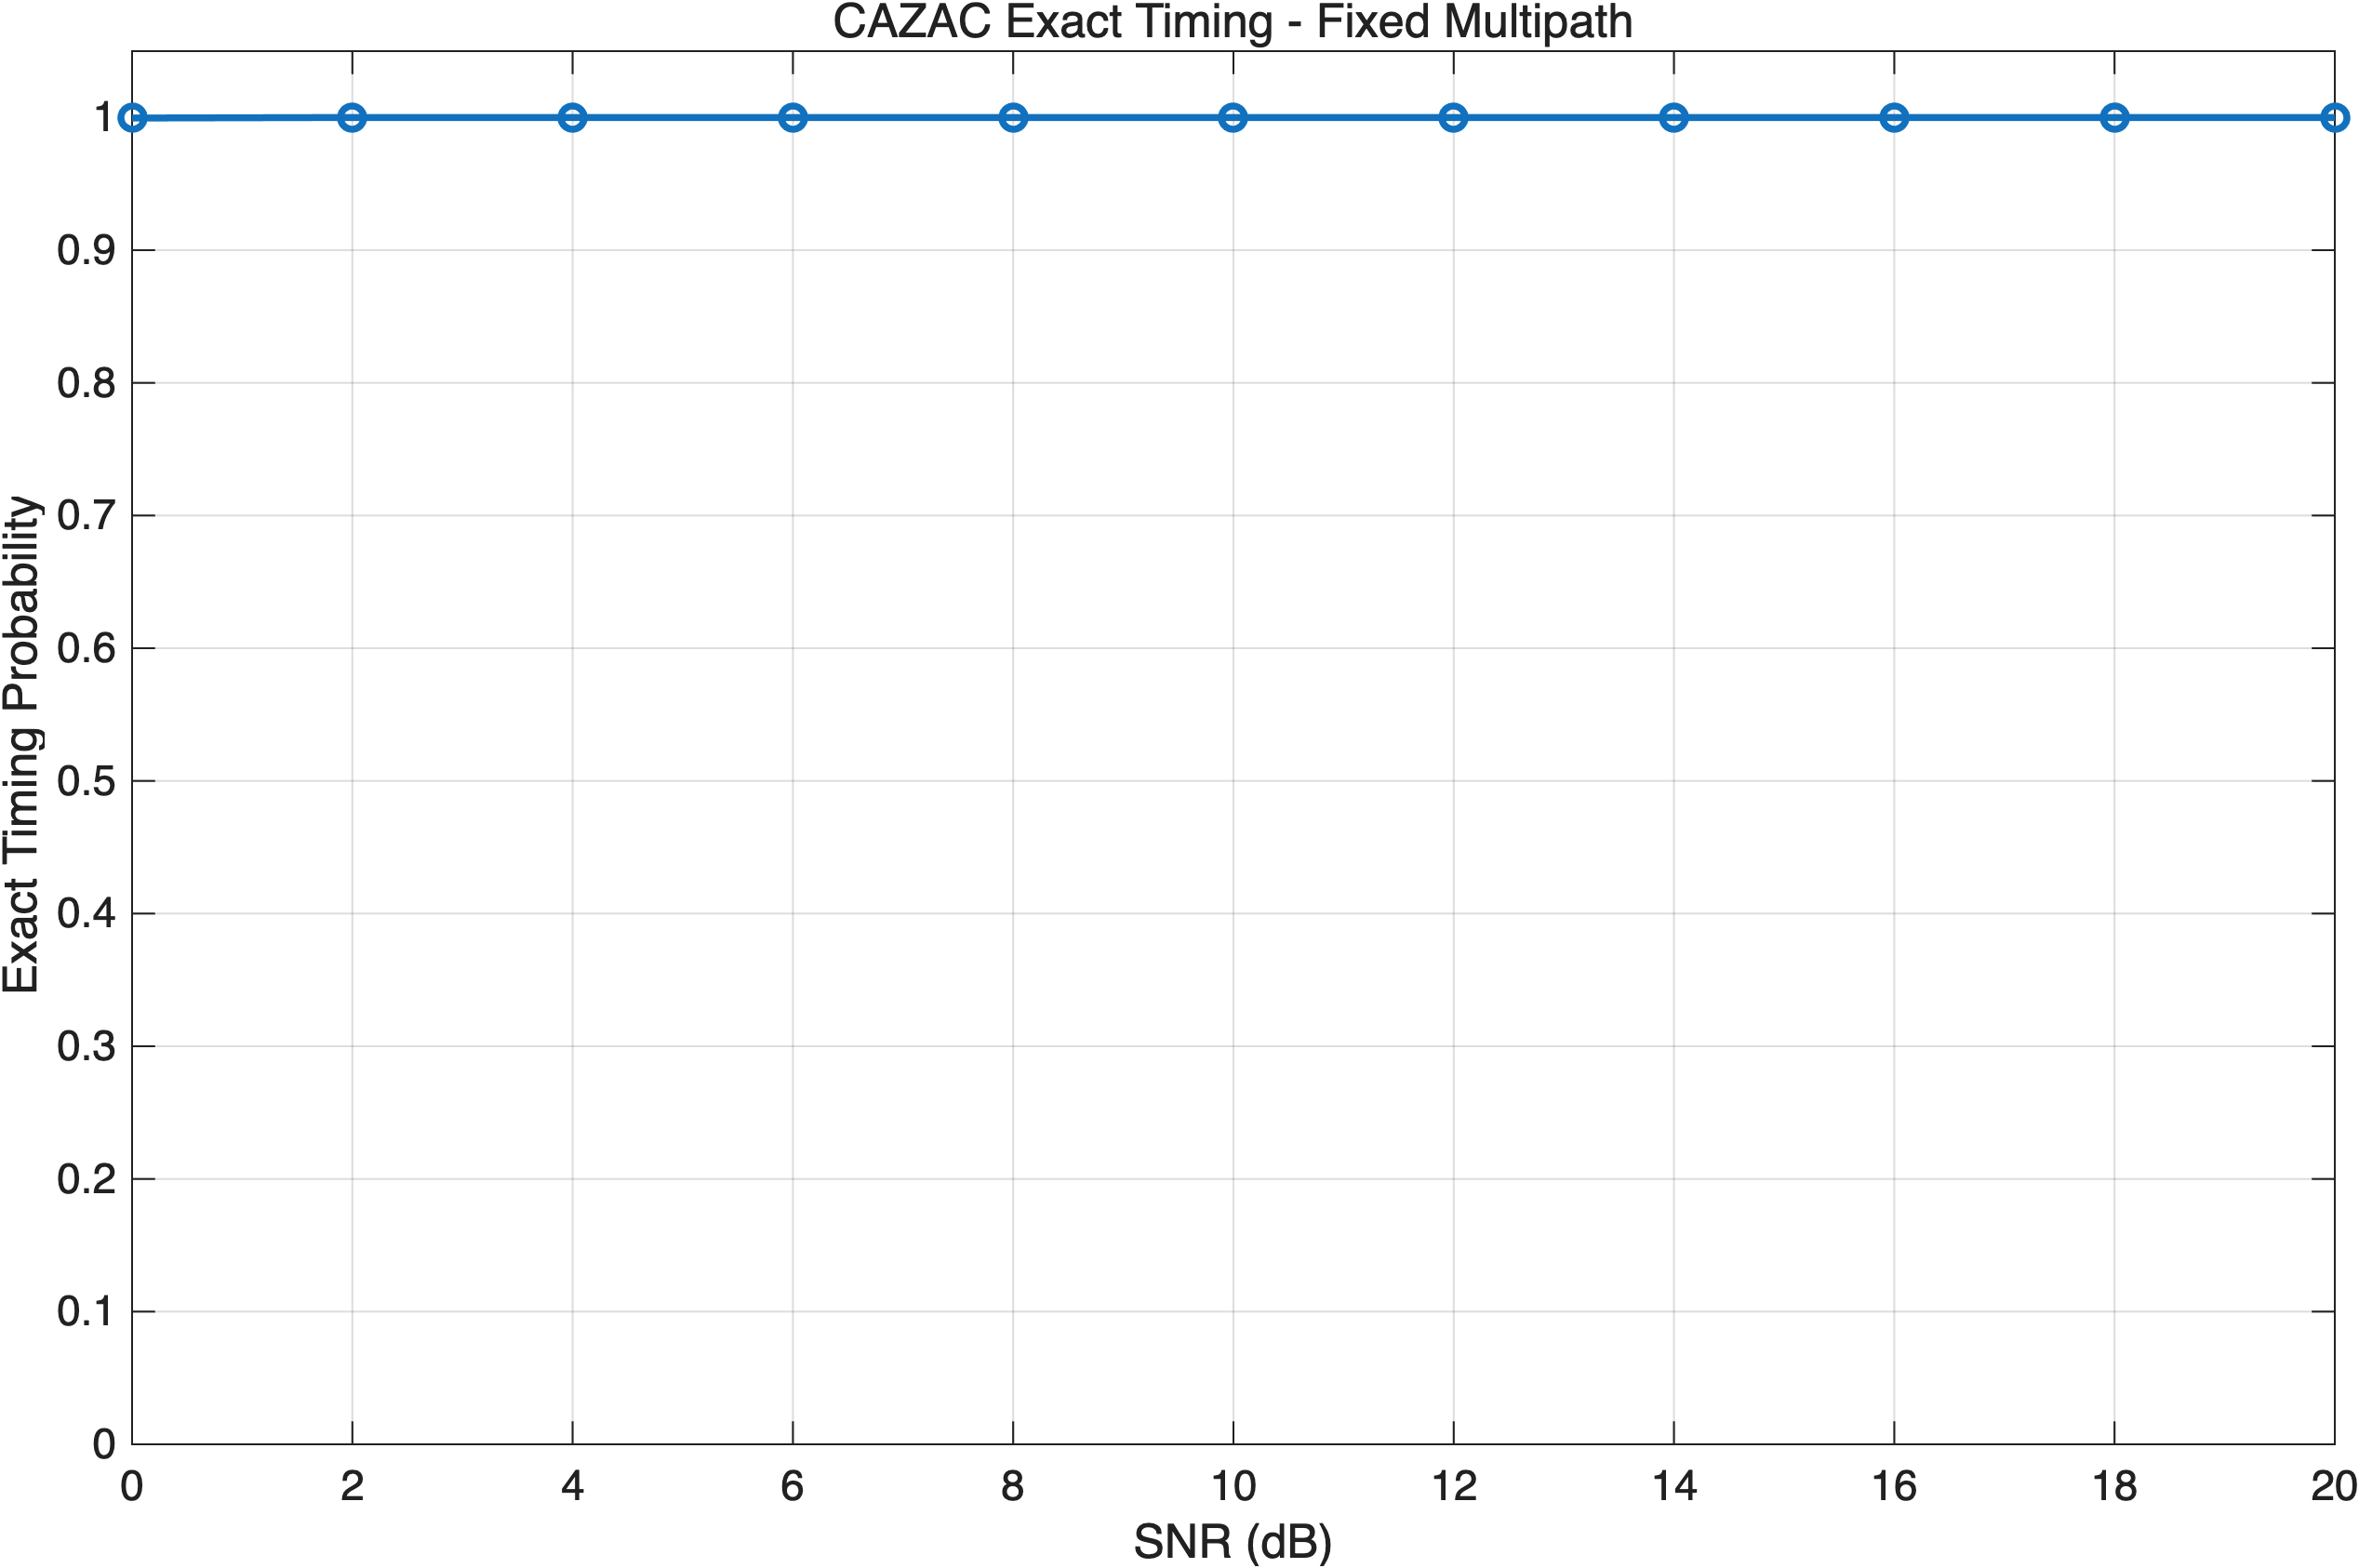 CAZAC Exact Timing - Fixed Multipath
Exact Timing Probability
1
0.9
0.8
0.7
0.6
0.5
0.4
0.3
0.2
0.1
0
0 2 4 6 8 10 12 14 16 18 20
SNR (dB)